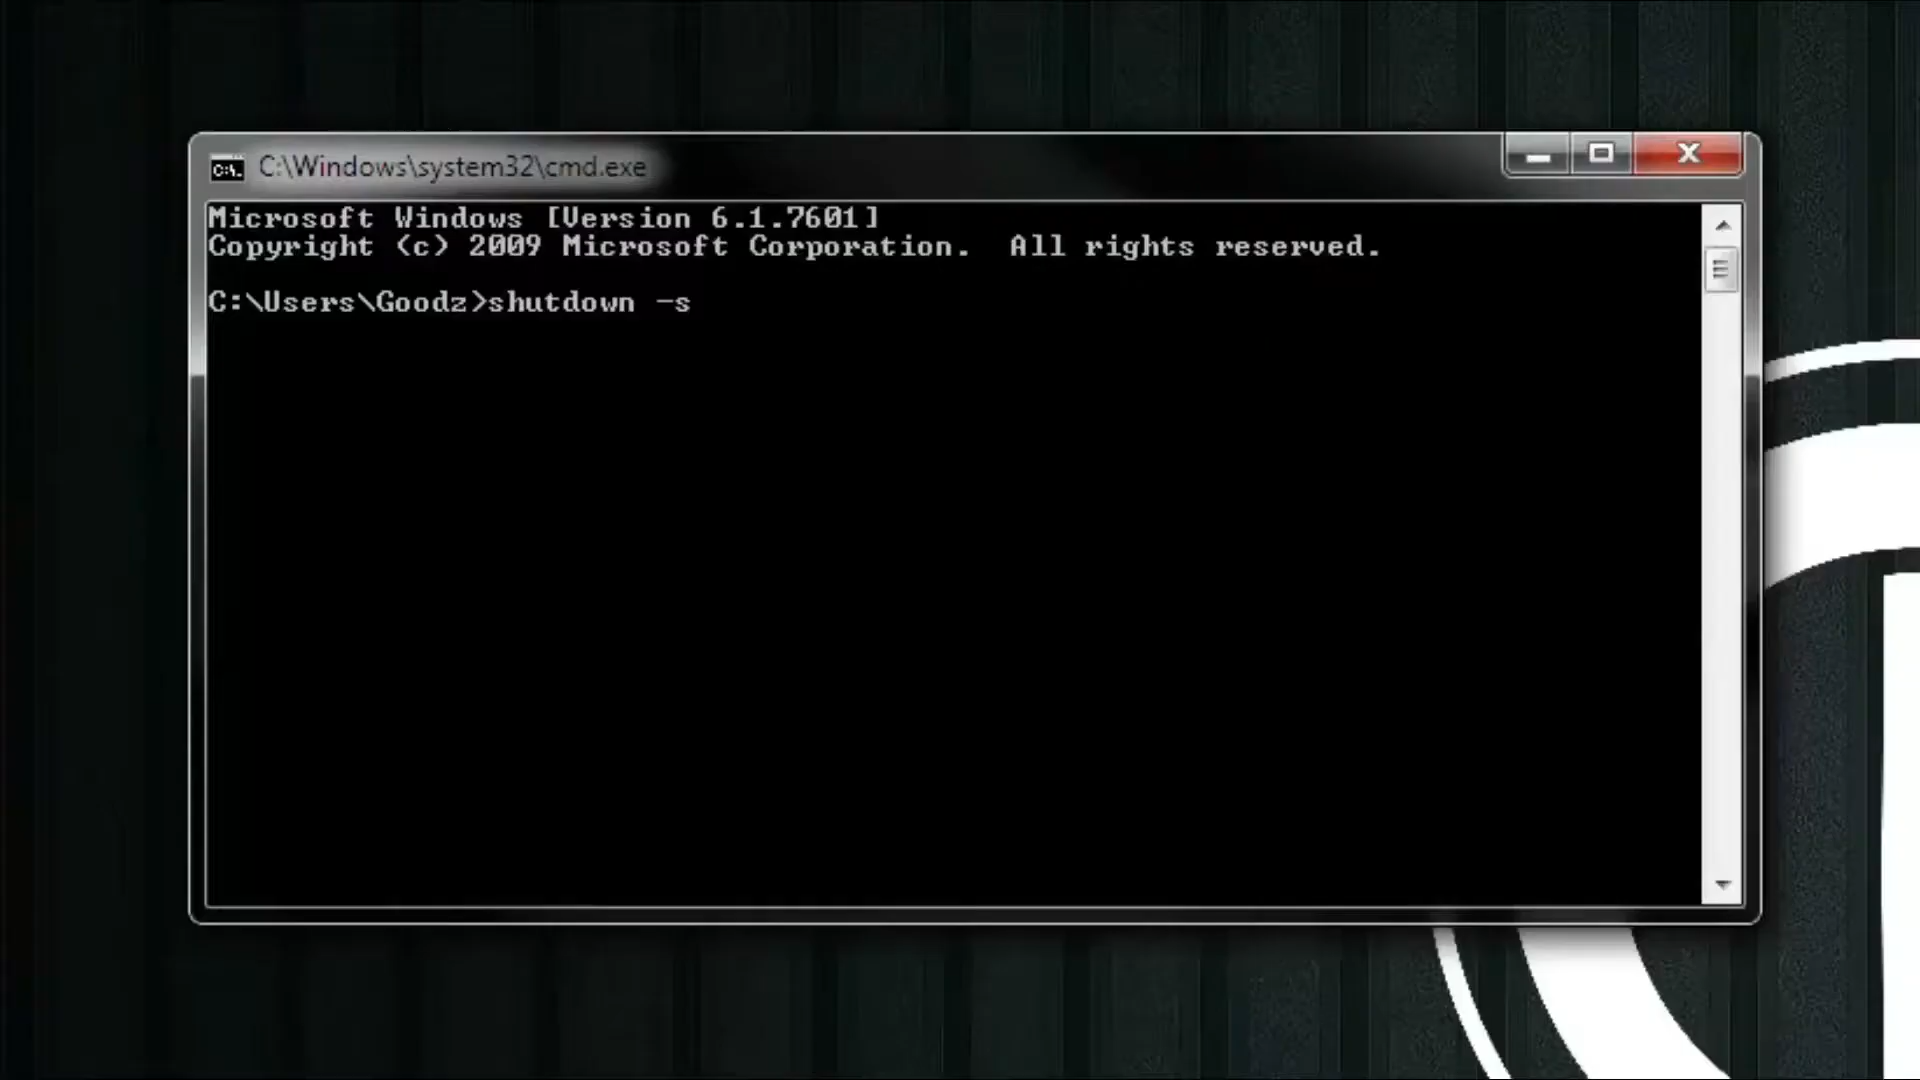 C:\Windows\system32\cmd.exe
Microsoft Windows [Version 6.1.7601]
Copyright (c) 2009 Microsoft Corporation.  All rights reserved.
C:\Users\Goodz>shutdown -s